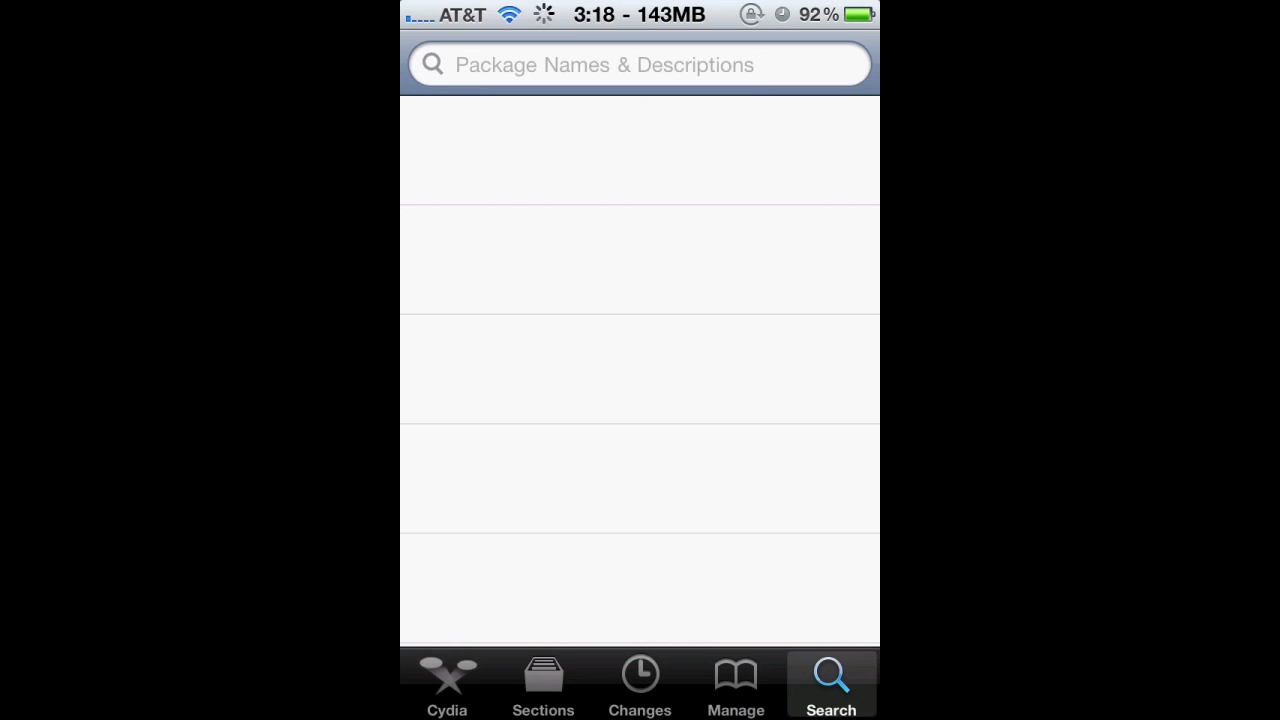 AT&T 3:18 - 143MB 92%
Package Names & Descriptions
Cydia Sections Changes Manage Search